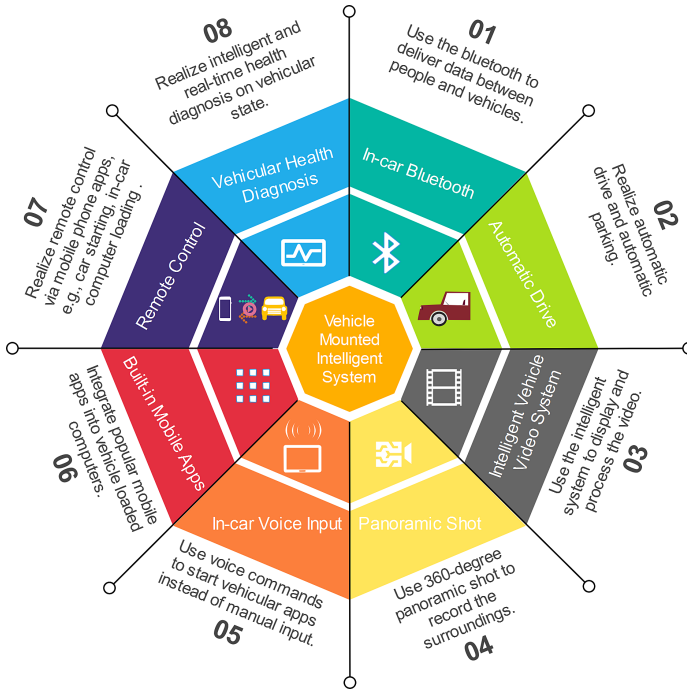 Vehicle
Mounted
Intelligent
System
01
Use the bluetooth to
deliver data between
people and vehicles.
In-car Bluetooth
02
Realize automatic
drive and automatic
parking.
Automatic Drive
03
Use the intelligent
system to display and
process the video.
Intelligent Vehicle
Video System
04
Use 360-degree
panoramic shot to
record the
surroundings.
Panoramic Shot
05
Use voice commands
to start vehicular apps
instead of manual input.
In-car Voice Input
06
Integrate popular mobile
apps into vehicle loaded
computers.
Built-in Mobile Apps
07
Realize remote control
via mobile phone apps,
e.g., car starting, in-car
computer loading .
Remote Control
08
Realize intelligent and
real-time health
diagnosis on vehicular
state.
Vehicular Health
Diagnosis